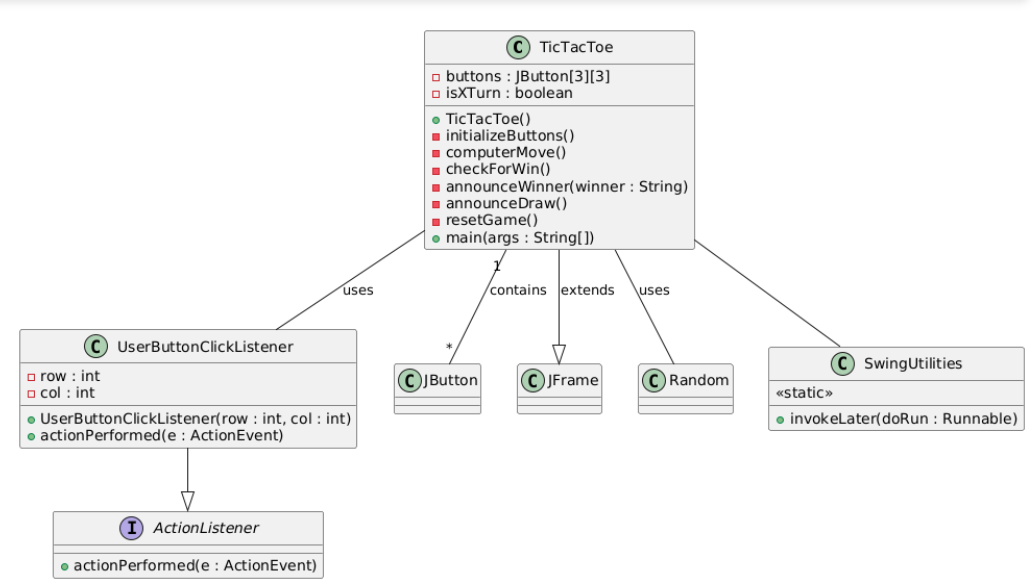 C TicTacToe
buttons : JButton[3][3]
isXTurn : boolean
TicTacToe()
initializeButtons()
computerMove()
checkForWin()
announceWinner(winner : String)
announceDraw()
resetGame()
main(args : String[])
1
uses
contains
extends
uses
*
C UserButtonClickListener
row : int
col : int
UserButtonClickListener(row : int, col : int)
actionPerformed(e : ActionEvent)
C JButton
C JFrame
C Random
C SwingUtilities
«static»
invokeLater(doRun : Runnable)
I ActionListener
actionPerformed(e : ActionEvent)